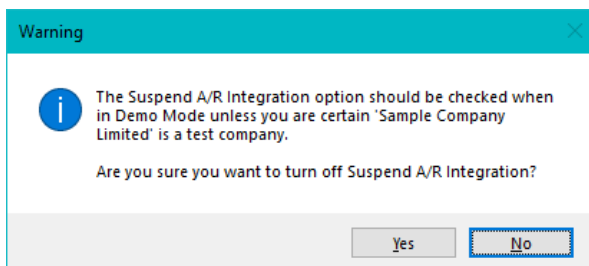 Warning
The Suspend A/R Integration option should be checked when
in Demo Mode unless you are certain 'Sample Company
Limited' is a test company.
Are you sure you want to turn off Suspend A/R Integration?
Yes
No